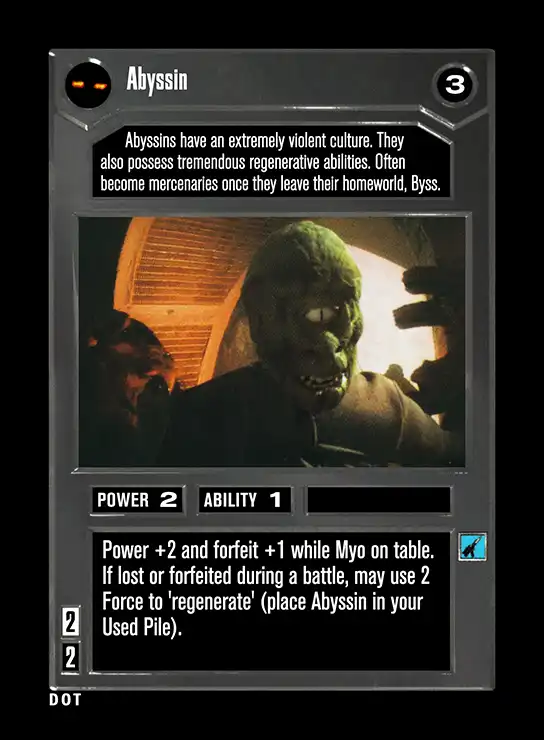 Abyssin
3
Abyssins have an extremely violent culture. They
also possess tremendous regenerative abilities. Often
become mercenaries once they leave their homeworld, Byss.
POWER 2 ABILITY 1
Power +2 and forfeit +1 while Myo on table.
If lost or forfeited during a battle, may use 2
Force to 'regenerate' (place Abyssin in your
Used Pile).
2
2
DOT